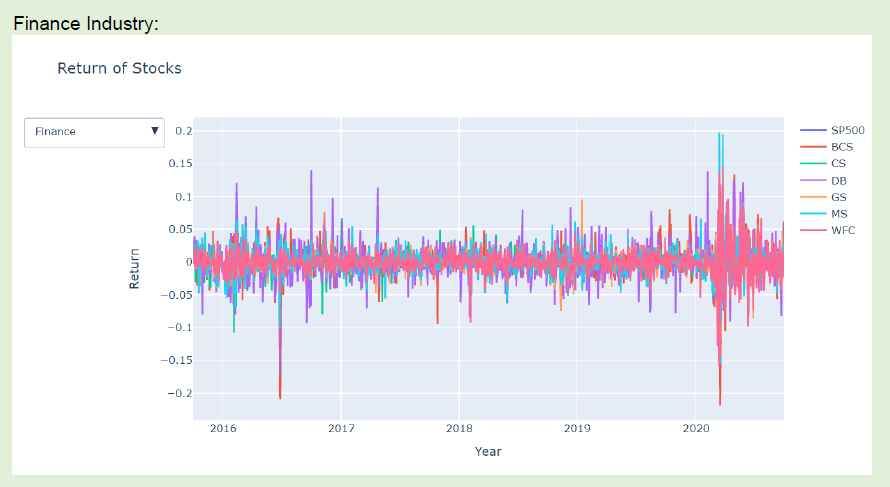 Finance Industry:
Return of Stocks
Finance ▼
0.2
0.15
0.1
0.05
0
−0.05
−0.1
−0.15
−0.2
Return
2016 2017 2018 2019 2020
Year
SP500
BCS
CS
DB
GS
MS
WFC